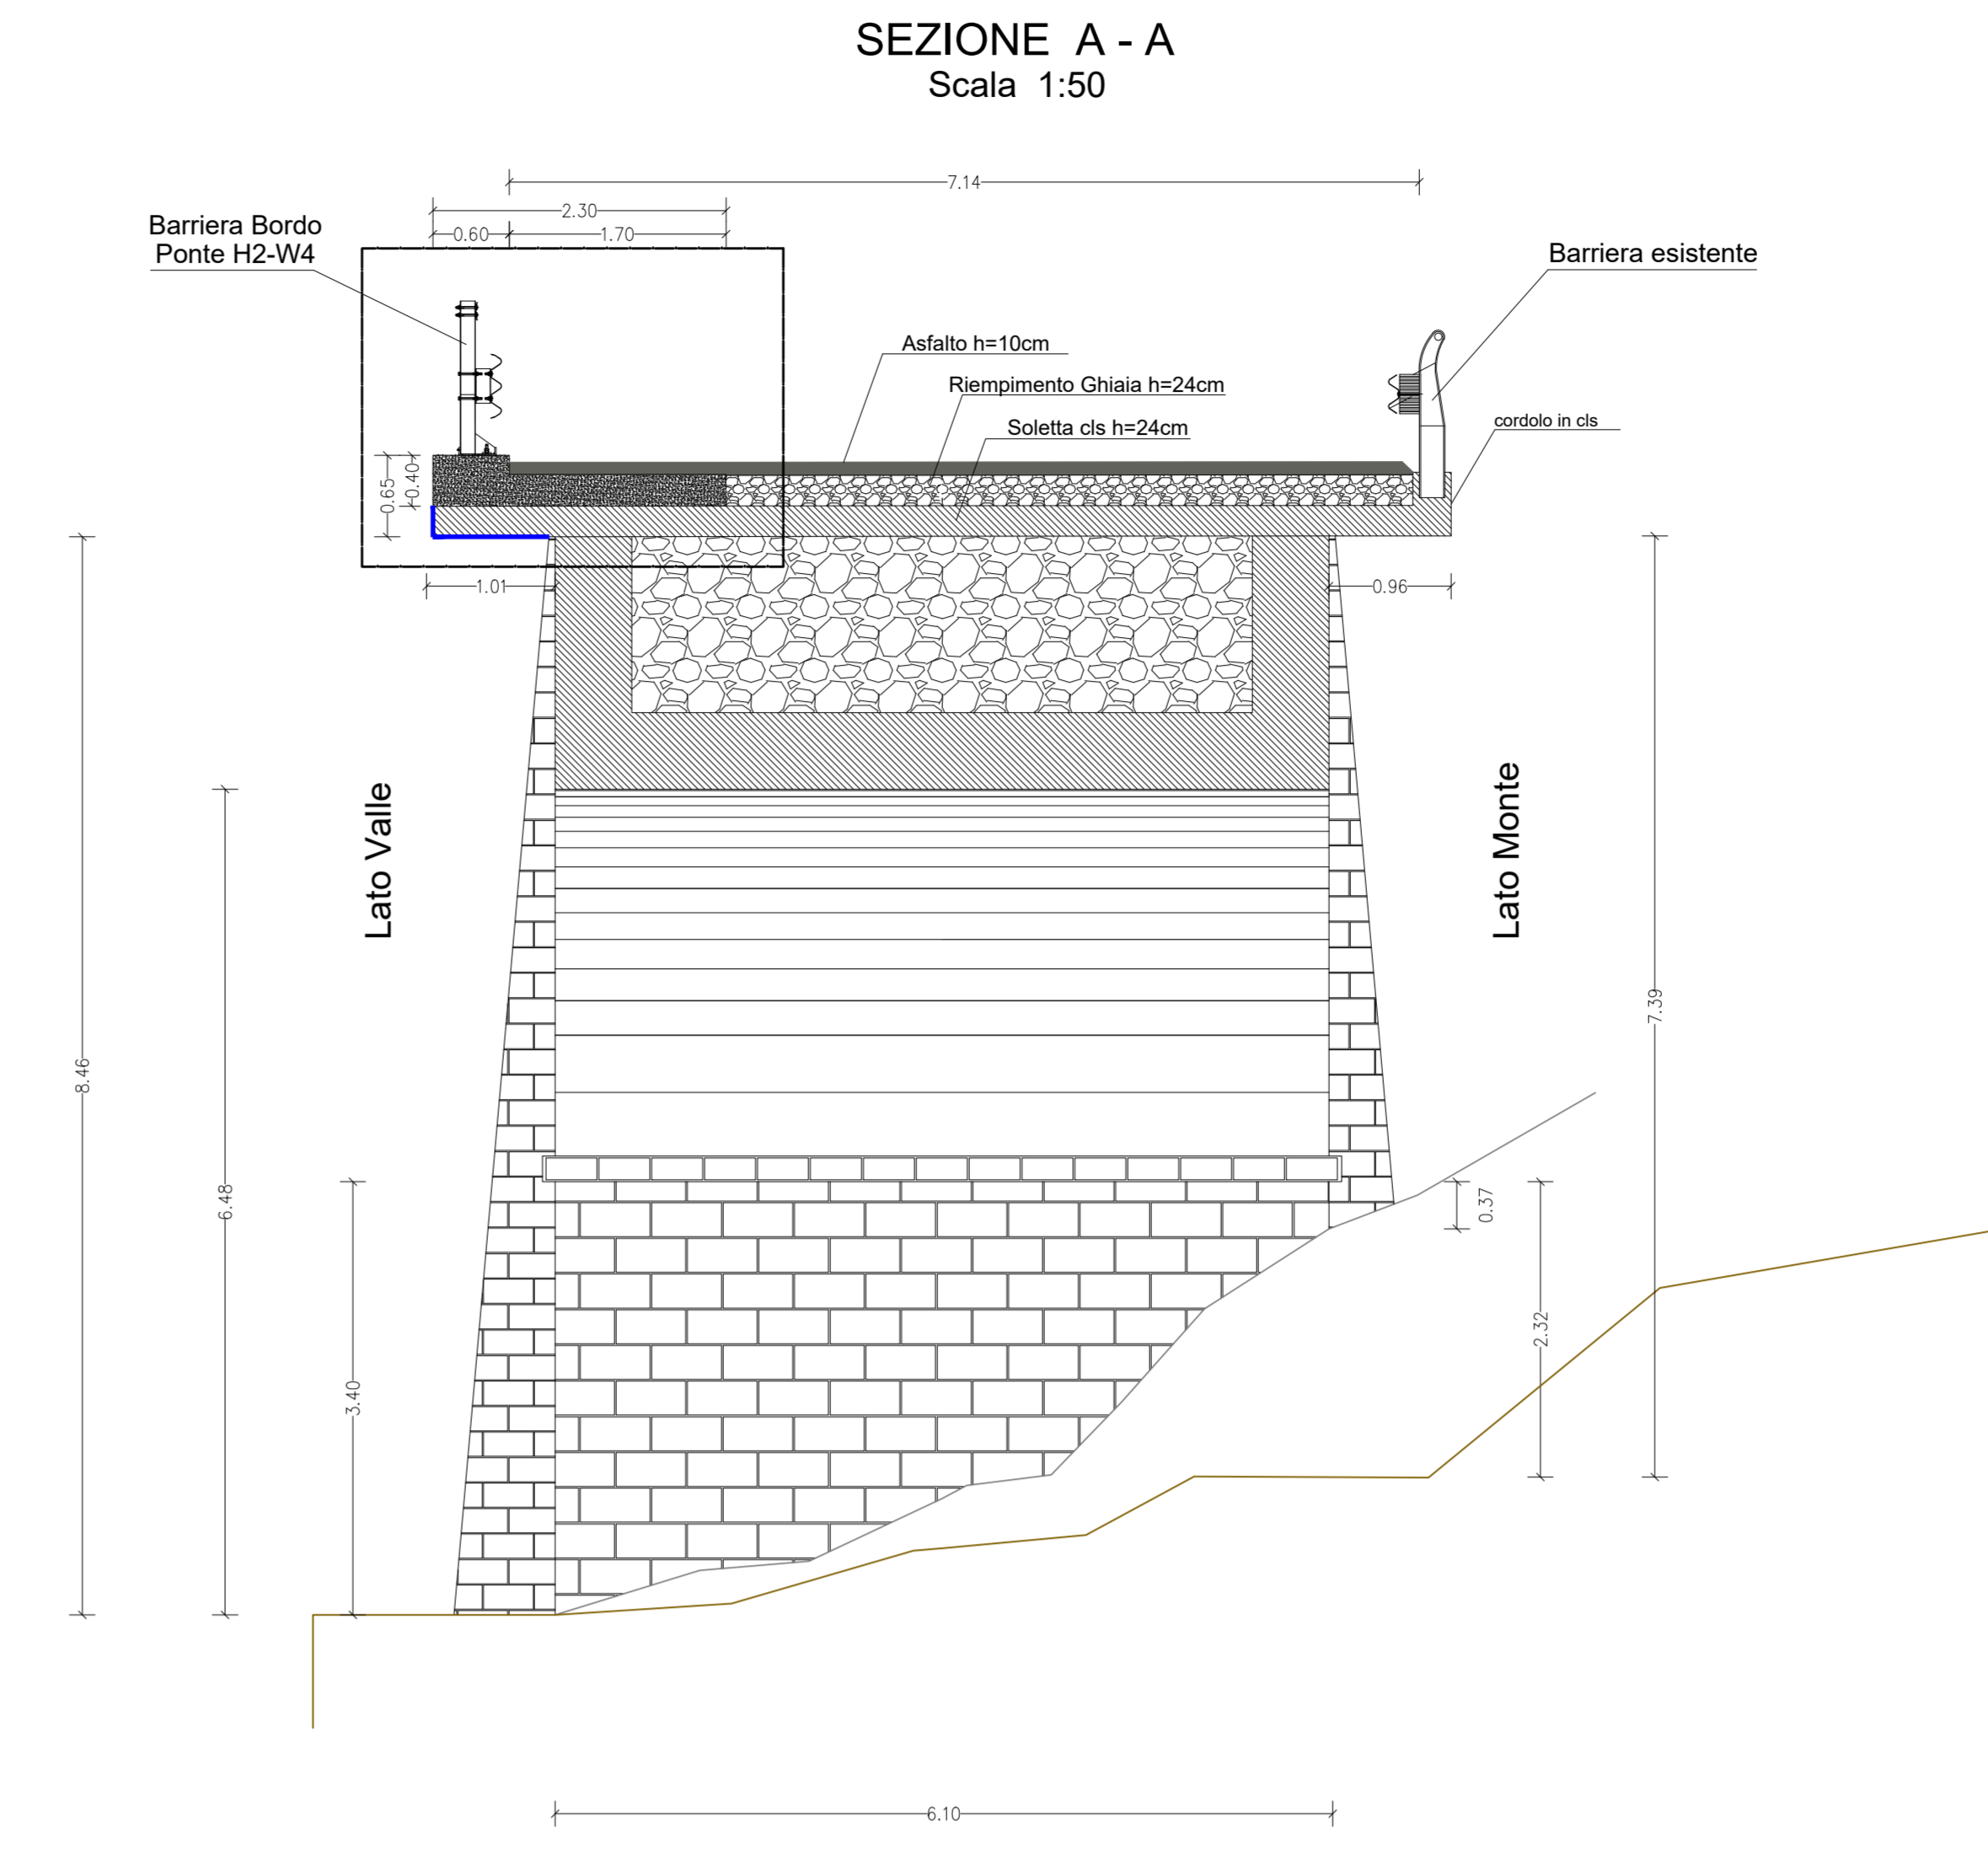 SEZIONE A - A
Scala 1:50
7.14
2.30
0.60
1.70
Barriera Bordo
Ponte H2-W4
Barriera esistente
Asfalto h=10cm
Riempimento Ghiaia h=24cm
Soletta cls h=24cm
cordolo in cls
0.65
0.40
1.01
0.96
Lato Valle
Lato Monte
8.46
6.48
3.40
7.39
0.37
2.32
6.10